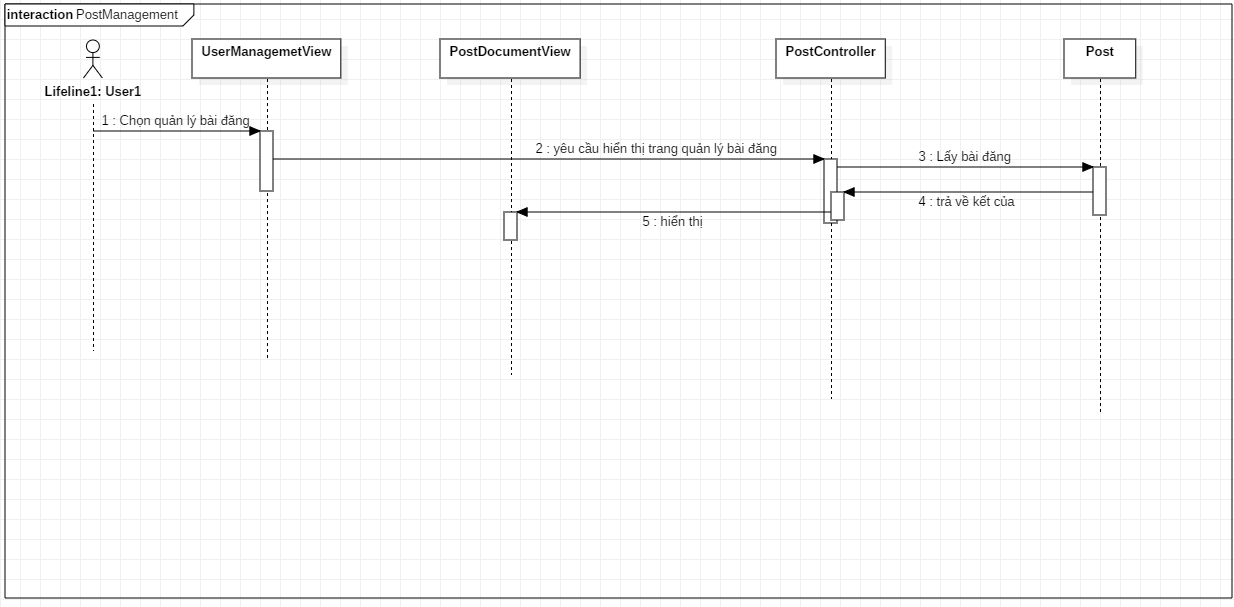 interaction PostManagement
UserManagemetView
PostDocumentView
PostController
Post
Lifeline1: User1
1 : Chọn quản lý bài đăng
2 : yêu cầu hiển thị trang quản lý bài đăng
3 : Lấy bài đăng
4 : trả về kết của
5 : hiển thị